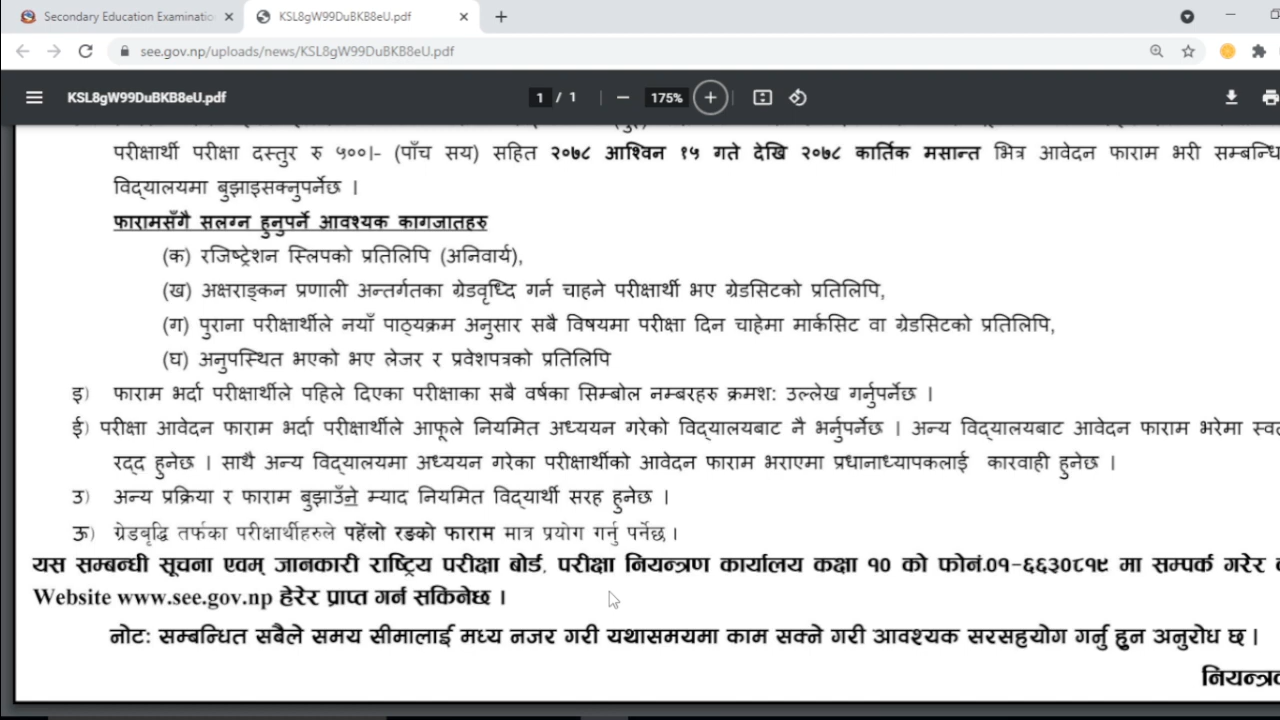 Secondary Education Examinatio
KSL8gW99DuBKB8eU.pdf
see.gov.np/uploads/news/KSL8gW99DuBKB8eU.pdf
KSL8gW99DuBKB8eU.pdf
1 / 1
175%
परीक्षार्थी परीक्षा दस्तुर रु ५००।- (पाँच सय) सहित २०७८ आश्विन १५ गते देखि २०७८ कार्तिक मसान्त भित्र आवेदन फाराम भरी सम्बन्धि
विद्यालयमा बुझाइसक्नुपर्नेछ ।
फारामसँगै सलग्न हुनुपर्ने आवश्यक कागजातहरु
(क) रजिष्ट्रेशन स्लिपको प्रतिलिपि (अनिवार्य),
(ख) अक्षराङ्कन प्रणाली अन्तर्गतका ग्रेडवृध्दि गर्न चाहने परीक्षार्थी भए ग्रेडसिटको प्रतिलिपि,
(ग) पुराना परीक्षार्थीले नयाँ पाठ्यक्रम अनुसार सबै विषयमा परीक्षा दिन चाहेमा मार्कसिट वा ग्रेडसिटको प्रतिलिपि,
(घ) अनुपस्थित भएको भए लेजर र प्रवेशपत्रको प्रतिलिपि
इ) फाराम भर्दा परीक्षार्थीले पहिले दिएका परीक्षाका सबै वर्षका सिम्बोल नम्बरहरु क्रमश: उल्लेख गर्नुपर्नेछ ।
ई) परीक्षा आवेदन फाराम भर्दा परीक्षार्थीले आफूले नियमित अध्ययन गरेको विद्यालयबाट नै भर्नुपर्नेछ । अन्य विद्यालयबाट आवेदन फाराम भरेमा स्वत
रद्द हुनेछ । साथै अन्य विद्यालयमा अध्ययन गरेका परीक्षार्थीको आवेदन फाराम भराएमा प्रधानाध्यापकलाई कारवाही हुनेछ ।
उ) अन्य प्रक्रिया र फाराम बुझाउँने म्याद नियमित विद्यार्थी सरह हुनेछ ।
ऊ) ग्रेडबृद्धि तर्फका परीक्षार्थीहरुले पहेंलो रङको फाराम मात्र प्रयोग गर्नु पर्नेछ ।
यस सम्बन्धी सूचना एवम् जानकारी राष्ट्रिय परीक्षा बोर्ड, परीक्षा नियन्त्रण कार्यालय कक्षा १० को फोनं.०१-६६३०८१९ मा सम्पर्क गरेर
Website www.see.gov.np हेरेर प्राप्त गर्न सकिनेछ ।
नोट: सम्बन्धित सबैले समय सीमालाई मध्य नजर गरी यथासमयमा काम सक्ने गरी आवश्यक सरसहयोग गर्नु हुन अनुरोध छ ।
नियन्त्रक